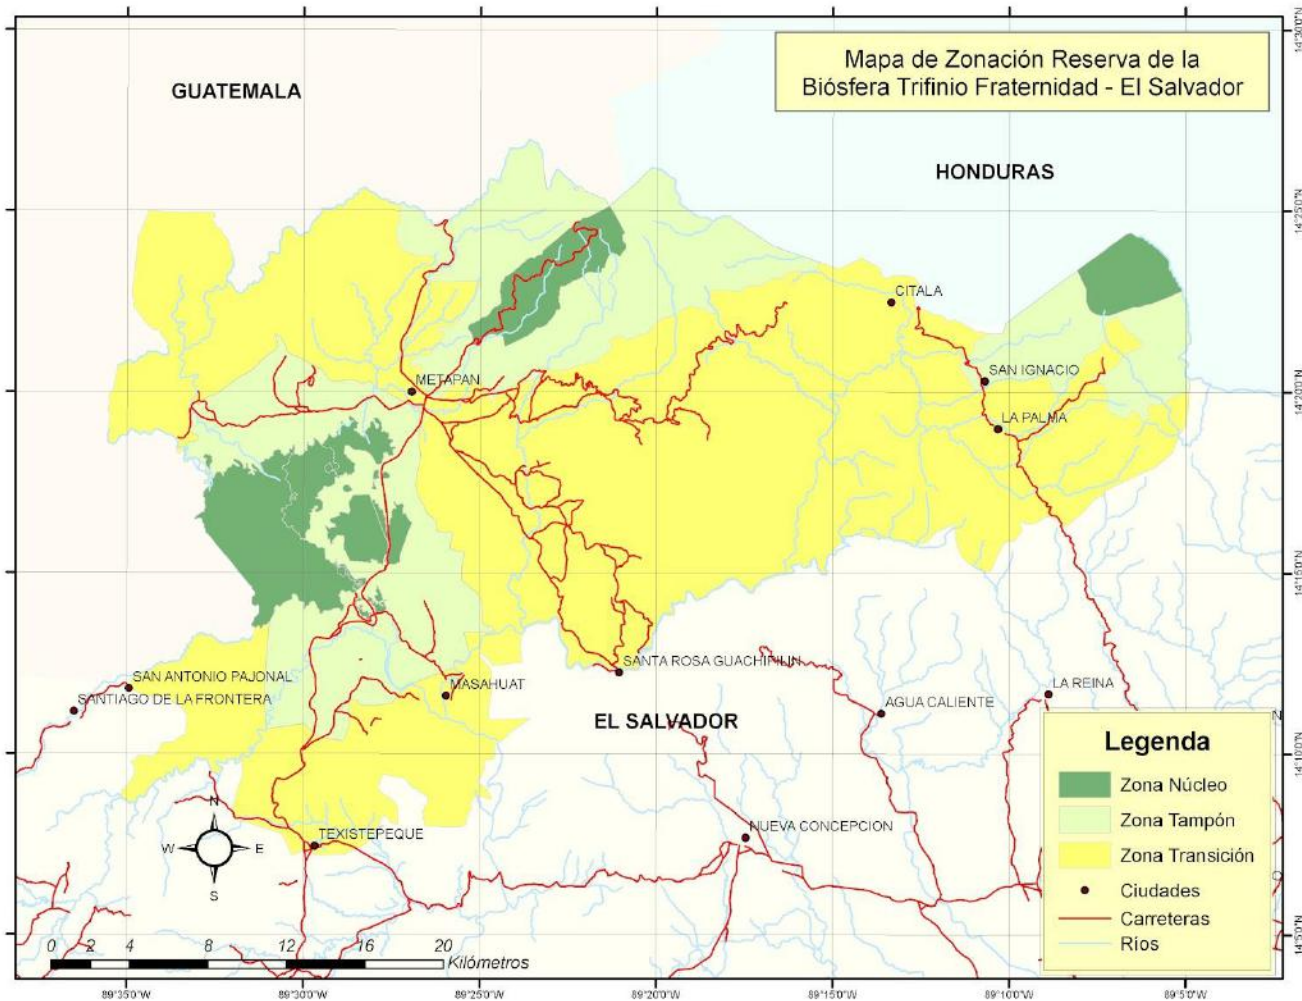 Mapa de Zonación Reserva de la
Biósfera Trifinio Fraternidad - El Salvador
GUATEMALA
HONDURAS
CITALA
METAPAN
SAN IGNACIO
LA PALMA
SANTA ROSA GUACHIPILIN
SAN ANTONIO PAJONAL
MASAHUAT
SANTIAGO DE LA FRONTERA
LA REINA
AGUA CALIENTE
EL SALVADOR
NUEVA CONCEPCION
TEXISTEPEQUE
N
W
E
S
Legenda
Zona Núcleo
Zona Tampón
Zona Transición
Ciudades
Carreteras
Ríos
0 2 4 8 12 16 20
Kilómetros
14°30'0"N
14°25'0"N
14°20'0"N
14°15'0"N
14°10'0"N
14°5'0"N
89°35'0"W
89°30'0"W
89°25'0"W
89°20'0"W
89°15'0"W
89°10'0"W
89°5'0"W